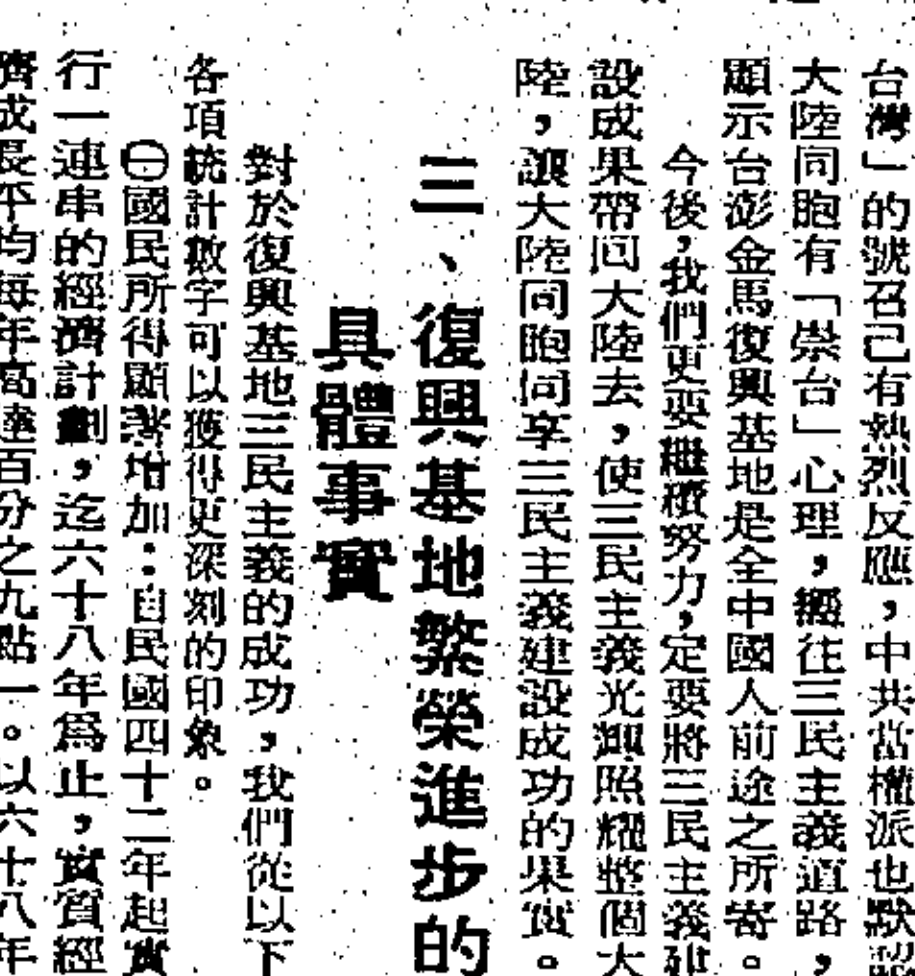 台灣」的號召已有熱烈反應，中共當權派也默認
大陸同胞有「崇台」心理，嚮往三民主義道路，
顯示台澎金馬復興基地是全中國人前途之所寄。
今後，我們更要繼續努力，定要將三民主義建
設成果帶回大陸去，使三民主義光輝照耀整個大
陸，讓大陸同胞同享三民主義建設成功的果實。
三、復興基地繁榮進步的
具體事實
對於復興基地三民主義的成功，我們從以下
各項統計數字可以獲得更深刻的印象。
㊀國民所得顯著增加：自民國四十二年起實
行一連串的經濟計劃，迄六十八年爲止，實質經
濟成長平均每年高達百分之九點一。以六十八年